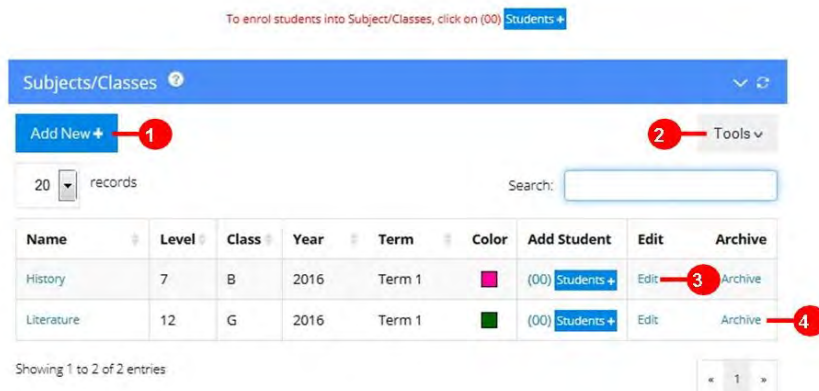 To enrol students into Subject/Classes, click on (00) Students +
Subjects/Classes ?
Add New + 1 2 Tools
20 records Search:
Name Level Class Year Term Color Add Student Edit Archive
History 7 B 2016 Term 1 (00) Students + Edit 3 Archive
Literature 12 G 2016 Term 1 (00) Students + Edit Archive 4
Showing 1 to 2 of 2 entries « 1 »